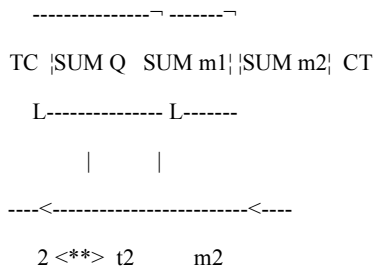 ---------------¬ -------¬
TC ¦SUM Q   SUM m1¦ ¦SUM m2¦  CT
L--------------- L-------
|          |
----<-------------------------<----
2 <**>  t2         m2